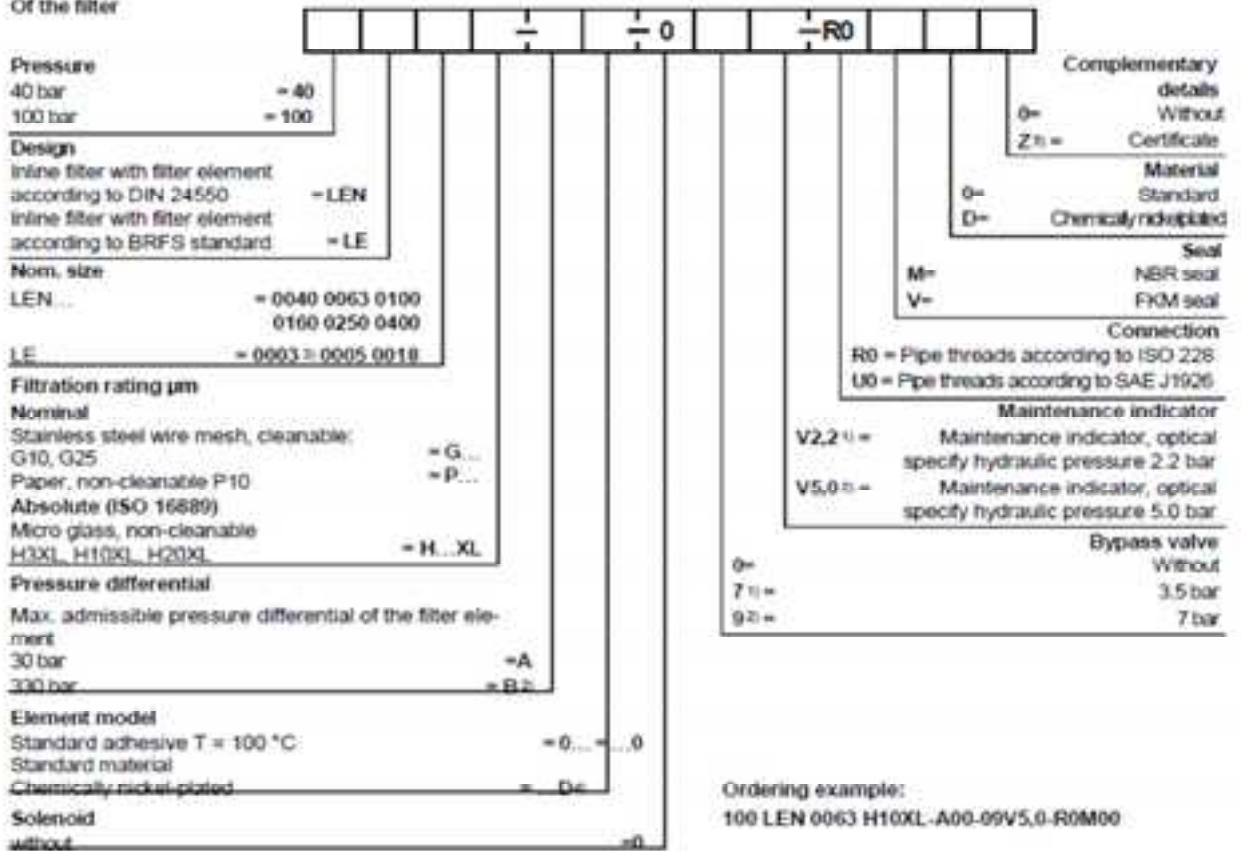 Of the filter
- - 0 -R0
Pressure
40 bar = 40
100 bar = 100
Design
Inline filter with filter element
according to DIN 24550 = LEN
Inline filter with filter element
according to BRFS standard = LE
Nom. size
LEN... = 0040 0063 0100
0160 0250 0400
LE = 0003 0005 0018
Filtration rating µm
Nominal
Stainless steel wire mesh, cleanable:
G10, G25 = G...
Paper, non-cleanable P10 = P...
Absolute (ISO 16889)
Micro glass, non-cleanable
H3XL, H10XL, H20XL = H...XL
Pressure differential
Max. admissible pressure differential of the filter ele-
ment
30 bar =A
330 bar = B 2)
Element model
Standard adhesive T = 100 °C = 0... = ...0
Standard material
Chemically nickel-plated = ...D
Solenoid
without =0
Complementary
details
0= Without
Z = Certificate
Material
0= Standard
D= Chemically nickelplated
Seal
M= NBR seal
V= FKM seal
Connection
R0 = Pipe threads according to ISO 228
U0 = Pipe threads according to SAE J1926
Maintenance indicator
V2,2 = Maintenance indicator, optical
specify hydraulic pressure 2.2 bar
V5,0 = Maintenance indicator, optical
specify hydraulic pressure 5.0 bar
Bypass valve
0= Without
7 = 3.5 bar
9 2) = 7 bar
Ordering example:
100 LEN 0063 H10XL-A00-09V5,0-R0M00